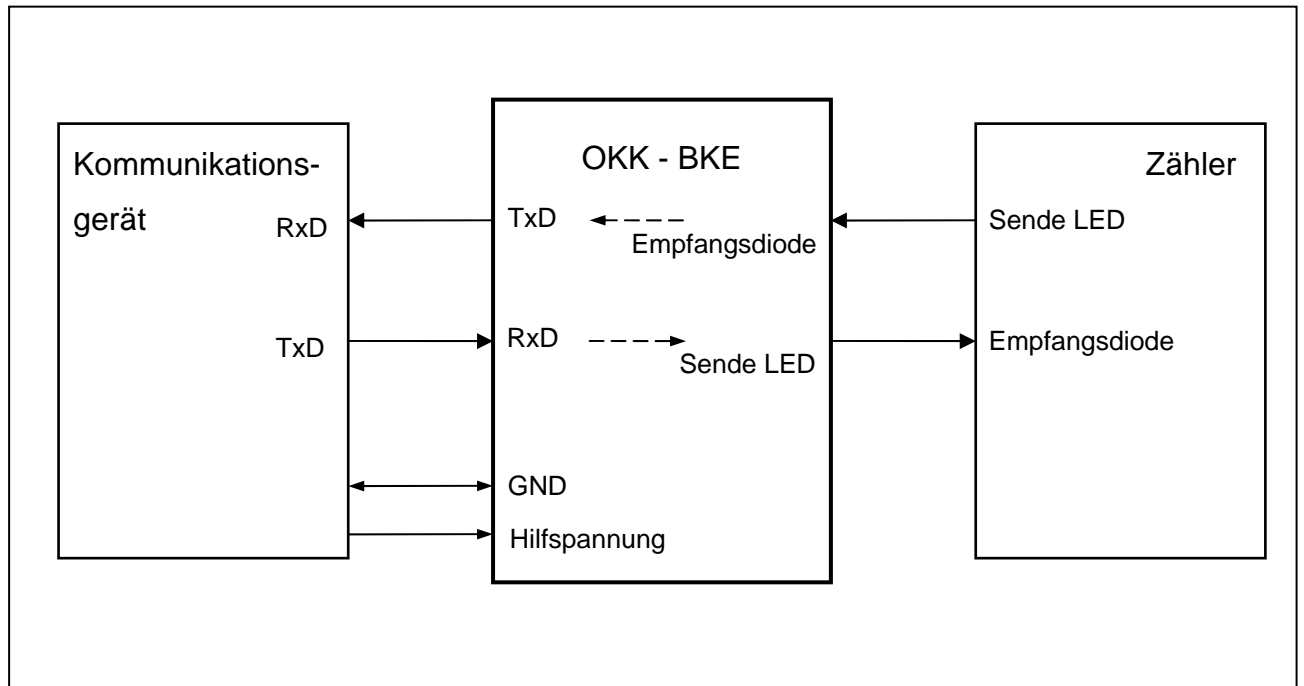 Kommunikations-
gerät
RxD
TxD
OKK - BKE
TxD
Empfangsdiode
RxD
Sende LED
GND
Hilfspannung
Zähler
Sende LED
Empfangsdiode